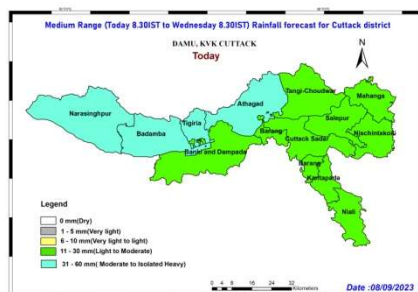 Medium Range (Today 8.30IST to Wednesday 8.30IST) Rainfall forecast for Cuttack district
DAMU, KVK CUTTACK
Today
N
Tangi-Choudwar
Mahanga
Athagad
Narasinghpur
Tigiria
Salepur
Badamba
Barang
Nischintakoili
Cuttack Sadar
Banki and Dampada
Barang
Kantapada
Niali
Legend
0 mm(Dry)
1 - 5 mm(Very light)
6 - 10 mm(Very light to light)
11 - 30 mm(Light to Moderate)
31 - 60 mm( Moderate to Isolated Heavy)
0 4 8 16 24 32
Kilometers
Date :08/09/2023